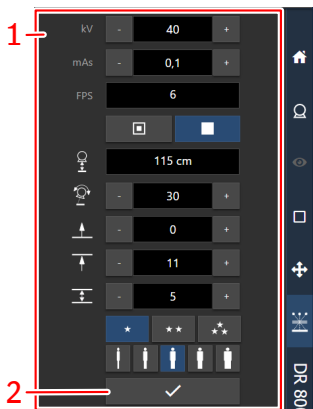 1
kV - 40 +
mAs - 0,1 +
FPS 6
115 cm
- 30 +
- 0 +
- 11 +
- 5 +
2
DR 80